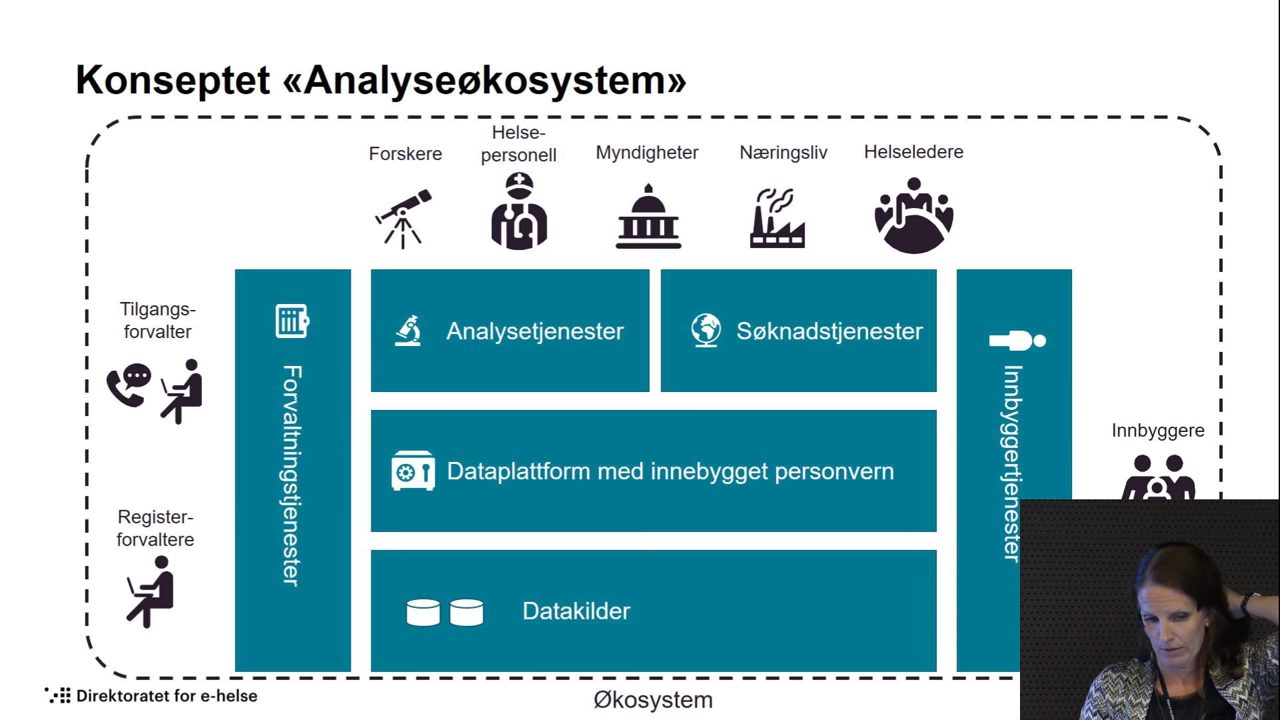 Konseptet «Analyseøkosystem»
Forskere
Helse-
personell
Myndigheter
Næringsliv
Helseledere
Tilgangs-
forvalter
Register-
forvaltere
Forvaltningstjenester
Analysetjenester
Søknadstjenester
Dataplattform med innebygget personvern
Datakilder
Innbyggertjenester
Innbyggere
Direktoratet for e-helse
Økosystem